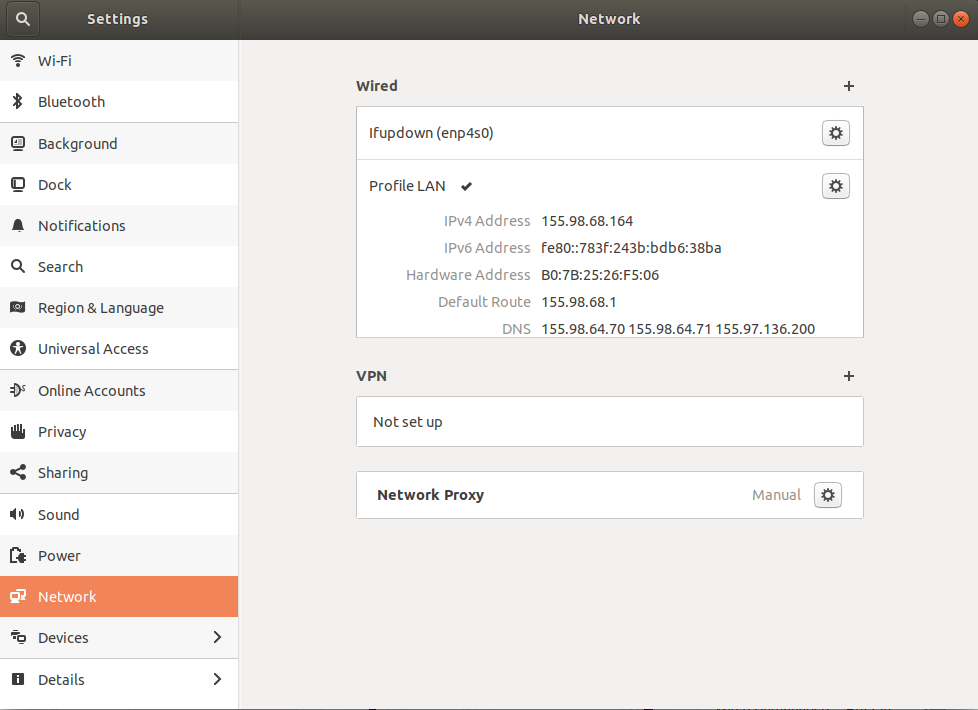 Settings
Network
Wi-Fi
Bluetooth
Background
Dock
Notifications
Search
Region & Language
Universal Access
Online Accounts
Privacy
Sharing
Sound
Power
Network
Devices
Details
Wired
Ifupdown (enp4s0)
Profile LAN
IPv4 Address 155.98.68.164
IPv6 Address fe80::783f:243b:bdb6:38ba
Hardware Address B0:7B:25:26:F5:06
Default Route 155.98.68.1
DNS 155.98.64.70 155.98.64.71 155.97.136.200
VPN
Not set up
Network Proxy Manual